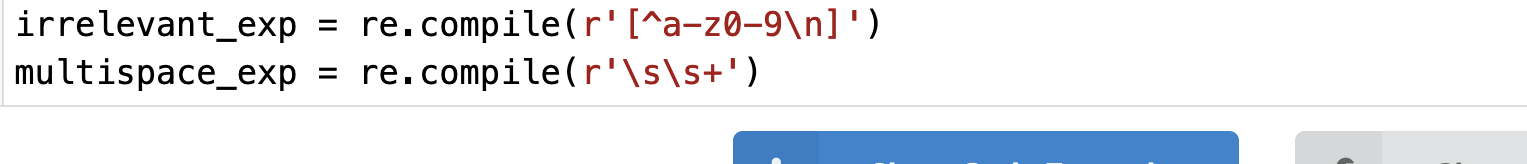 irrelevant_exp = re.compile(r'[^a-z0-9\n]')
multispace_exp = re.compile(r'\s\s+')